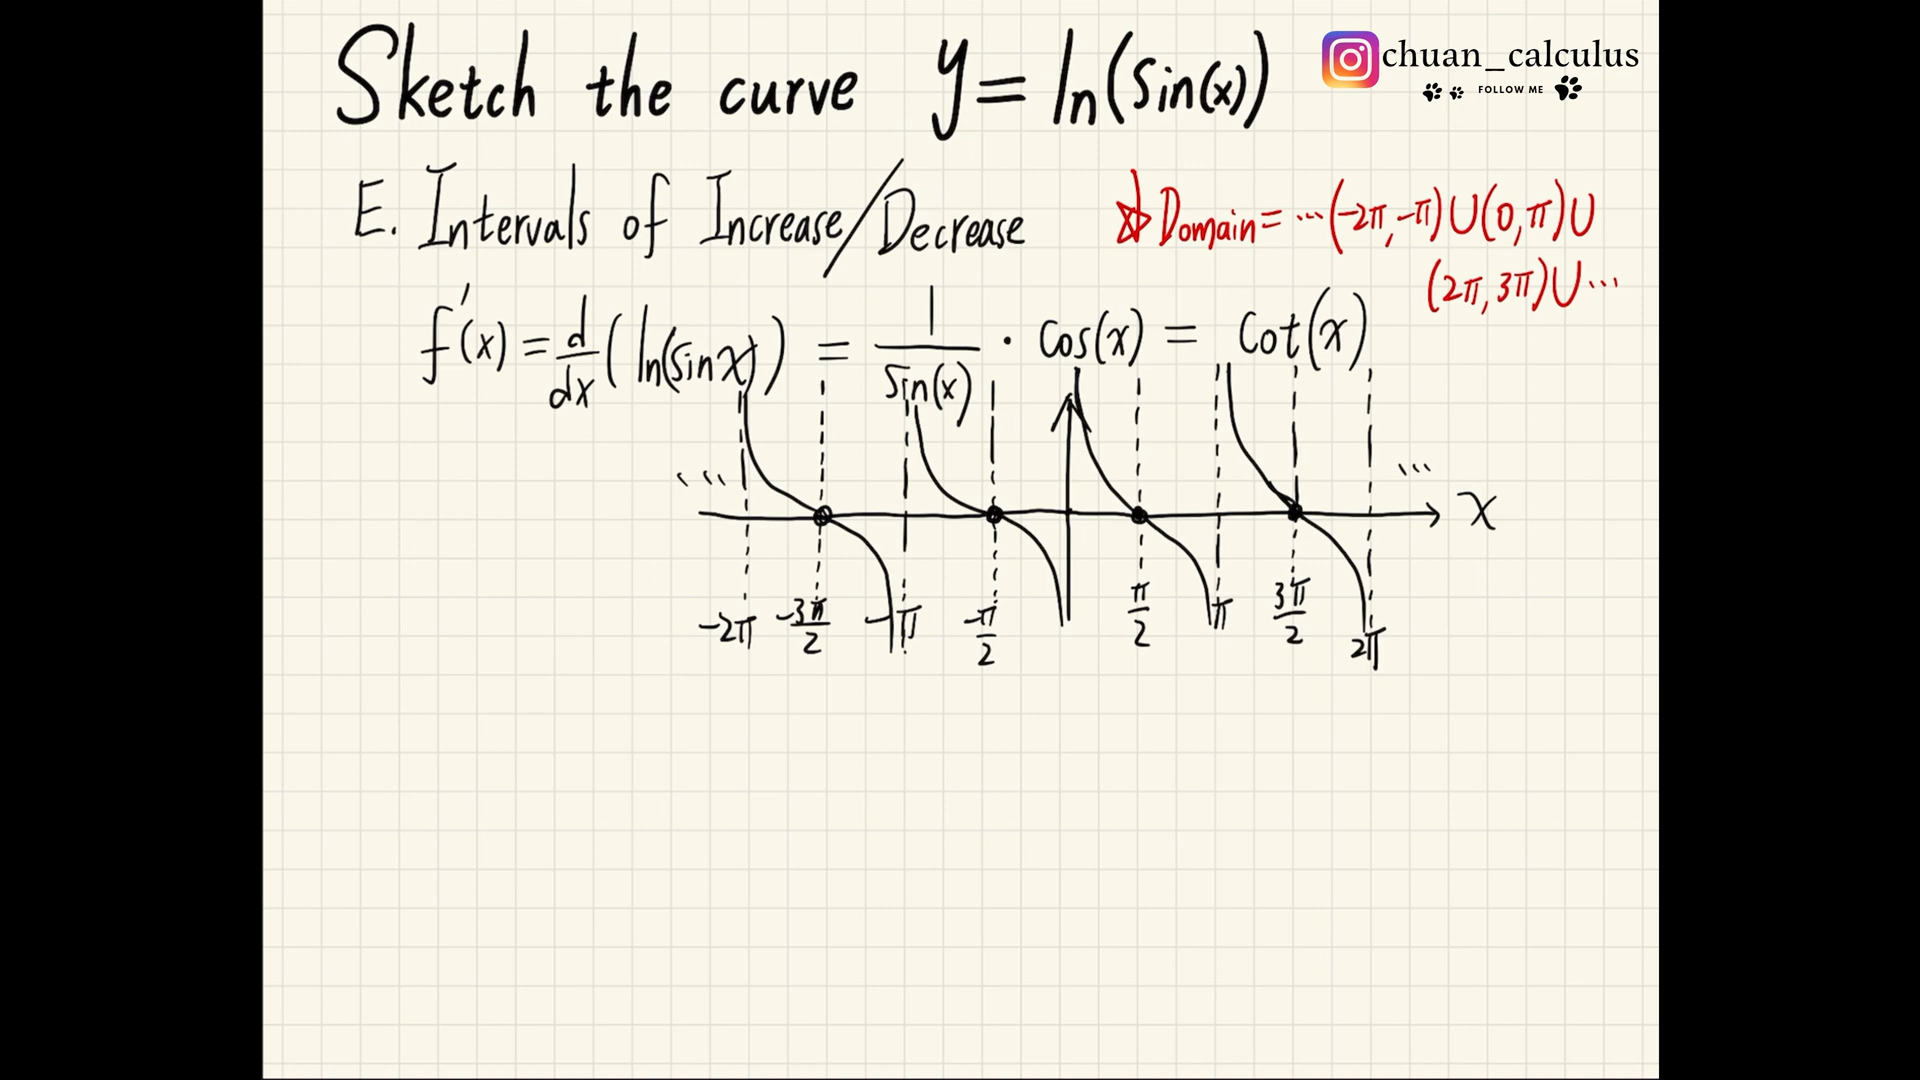 Sketch the curve y = ln(sin(x))
chuan_calculus
FOLLOW ME
E. Intervals of Increase/Decrease
☆ Domain = ...(-2π, -π)∪(0, π)∪
(2π, 3π)∪...
f'(x) = d/dx (ln(sin x)) = 1/sin(x) · cos(x) = cot(x)
... ...
x
-2π -3π/2 -π -π/2 π/2 π 3π/2 2π